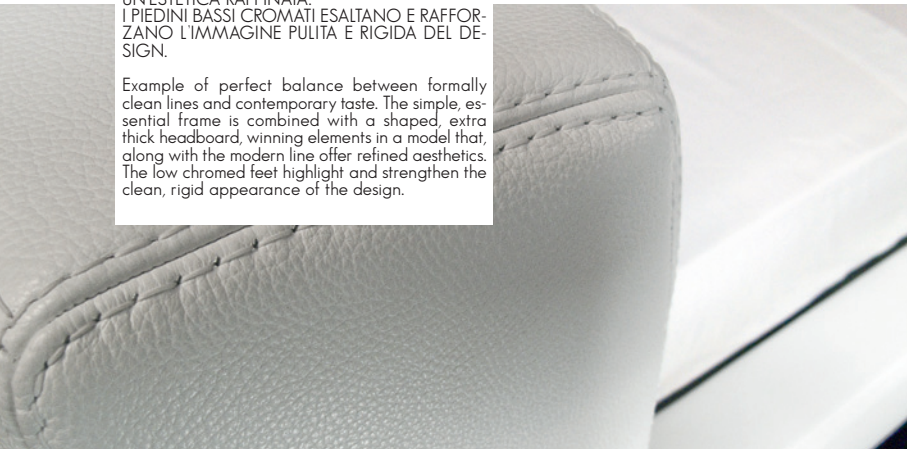 UN'ESTETICA RAFFINATA.
I PIEDINI BASSI CROMATI ESALTANO E RAFFOR-
ZANO L'IMMAGINE PULITA E RIGIDA DEL DE-
SIGN.
Example of perfect balance between formally
clean lines and contemporary taste. The simple, es-
sential frame is combined with a shaped, extra
thick headboard, winning elements in a model that,
along with the modern line offer refined aesthetics.
The low chromed feet highlight and strengthen the
clean, rigid appearance of the design.